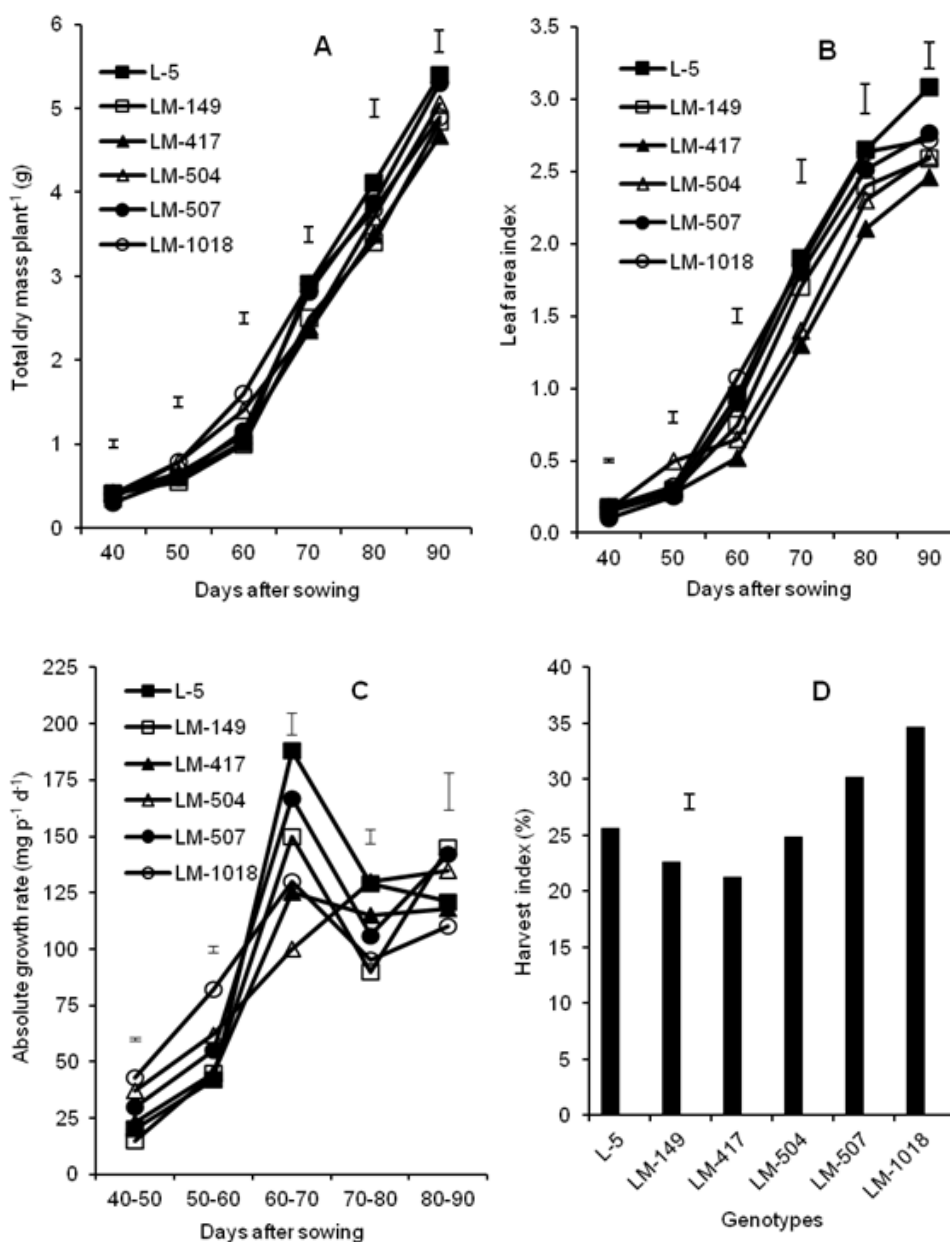 A
Total dry mass plant⁻¹ (g)
6
5
4
3
2
1
0
L-5
LM-149
LM-417
LM-504
LM-507
LM-1018
40 50 60 70 80 90
Days after sowing
B
Leaf area index
3.5
3.0
2.5
2.0
1.5
1.0
0.5
0.0
L-5
LM-149
LM-417
LM-504
LM-507
LM-1018
40 50 60 70 80 90
Days after sowing
C
Absolute growth rate (mg p⁻¹ d⁻¹)
225
200
175
150
125
100
75
50
25
0
L-5
LM-149
LM-417
LM-504
LM-507
LM-1018
40-50 50-60 60-70 70-80 80-90
Days after sowing
D
Harvest index (%)
40
35
30
25
20
15
10
5
0
L-5 LM-149 LM-417 LM-504 LM-507 LM-1018
Genotypes